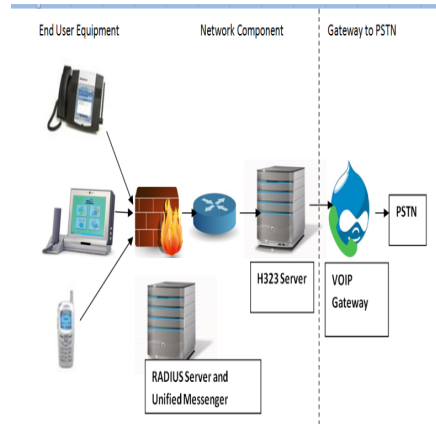 End User Equipment
Network Component
Gateway to PSTN
PSTN
H323 Server
VOIP
Gateway
RADIUS Server and
Unified Messenger